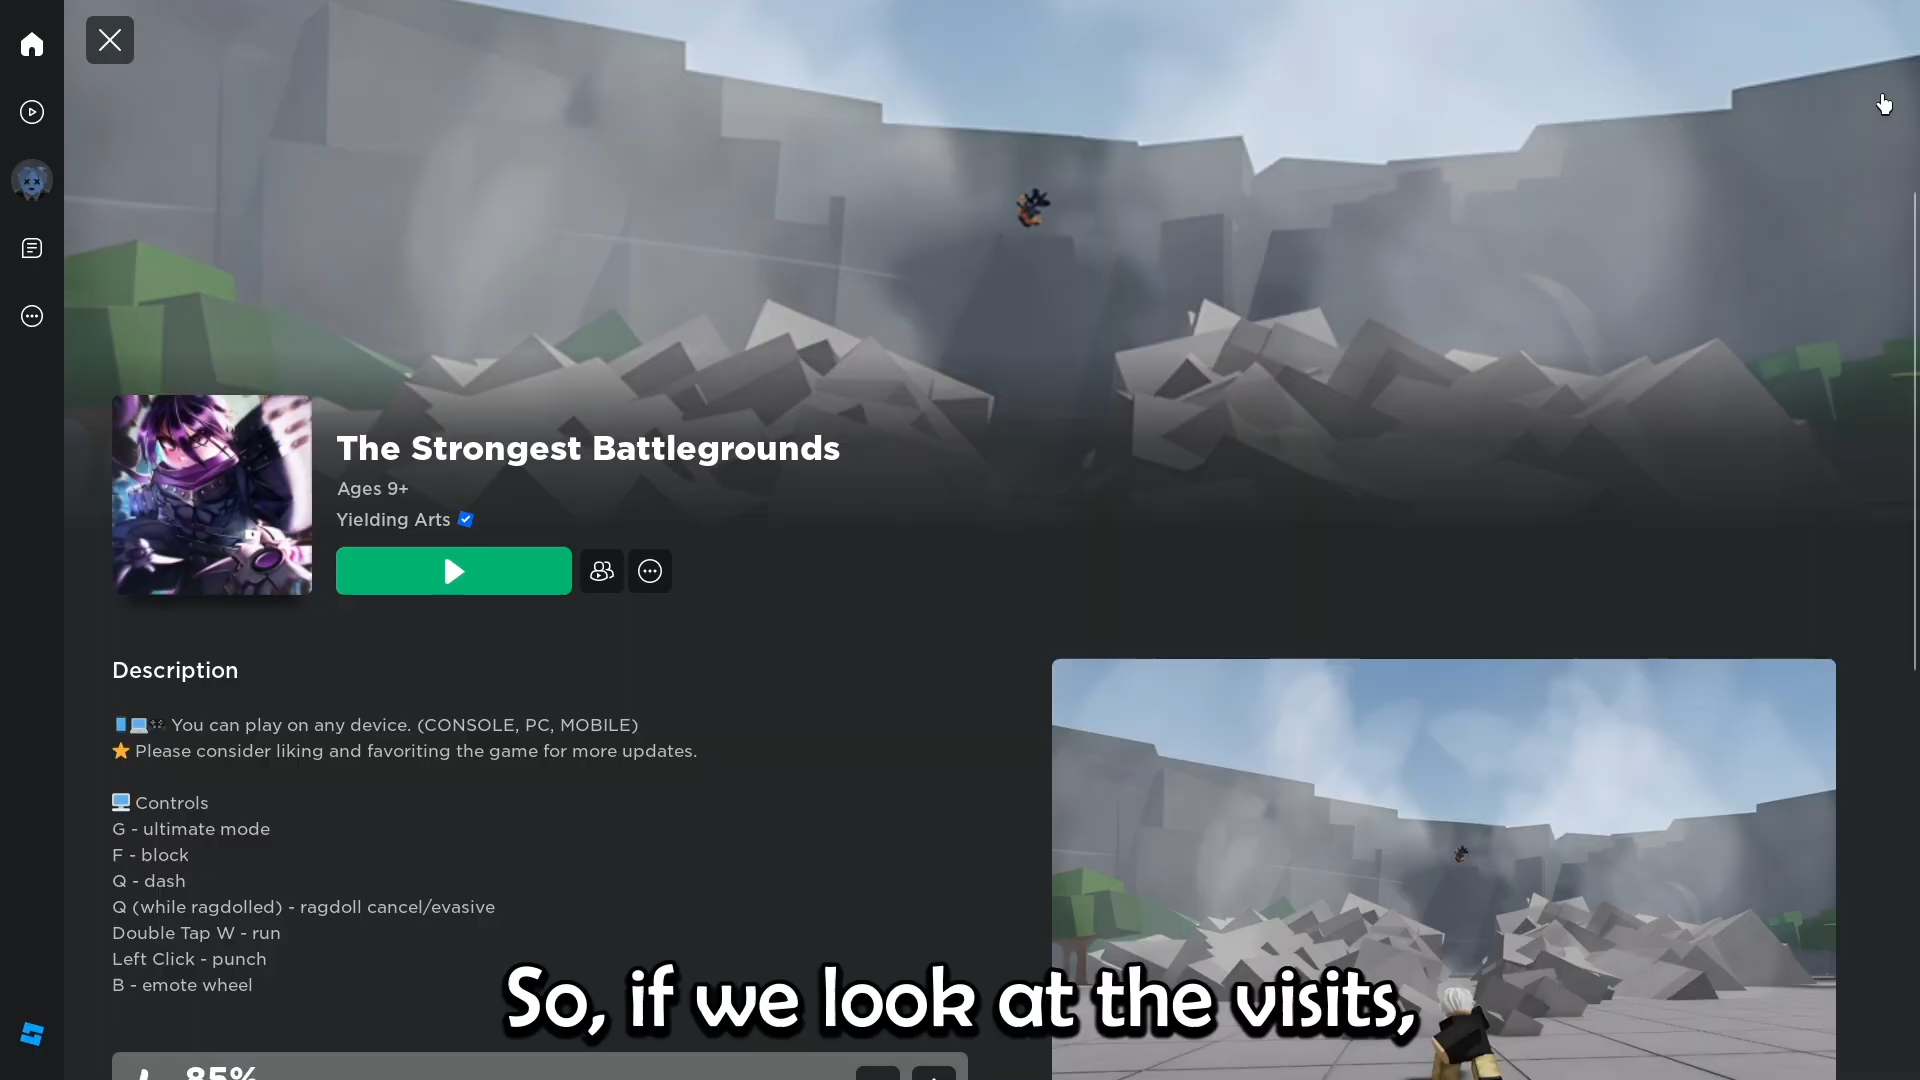 The Strongest Battlegrounds
Ages 9+
Yielding Arts
Description
You can play on any device. (CONSOLE, PC, MOBILE)
Please consider liking and favoriting the game for more updates.
Controls
G - ultimate mode
F - block
Q - dash
Q (while ragdolled) - ragdoll cancel/evasive
Double Tap W - run
Left Click - punch
B - emote wheel
So, if we look at the visits,
85%